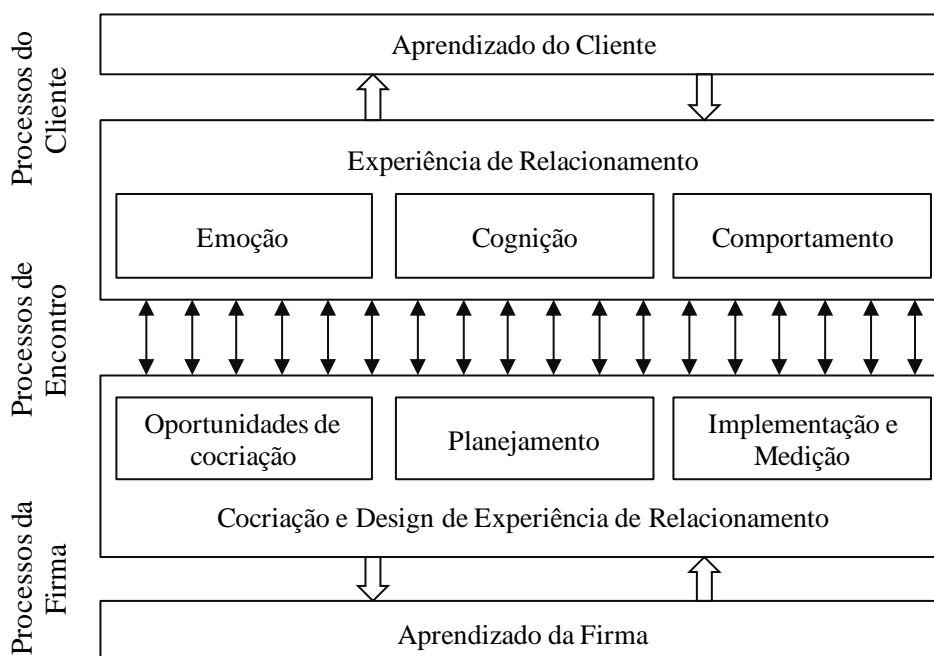 Processos do
Cliente
Aprendizado do Cliente
Experiência de Relacionamento
Emoção
Cognição
Comportamento
Processos de
Encontro
Oportunidades de
cocriação
Planejamento
Implementação e
Medição
Cocriação e Design de Experiência de Relacionamento
Processos da
Firma
Aprendizado da Firma